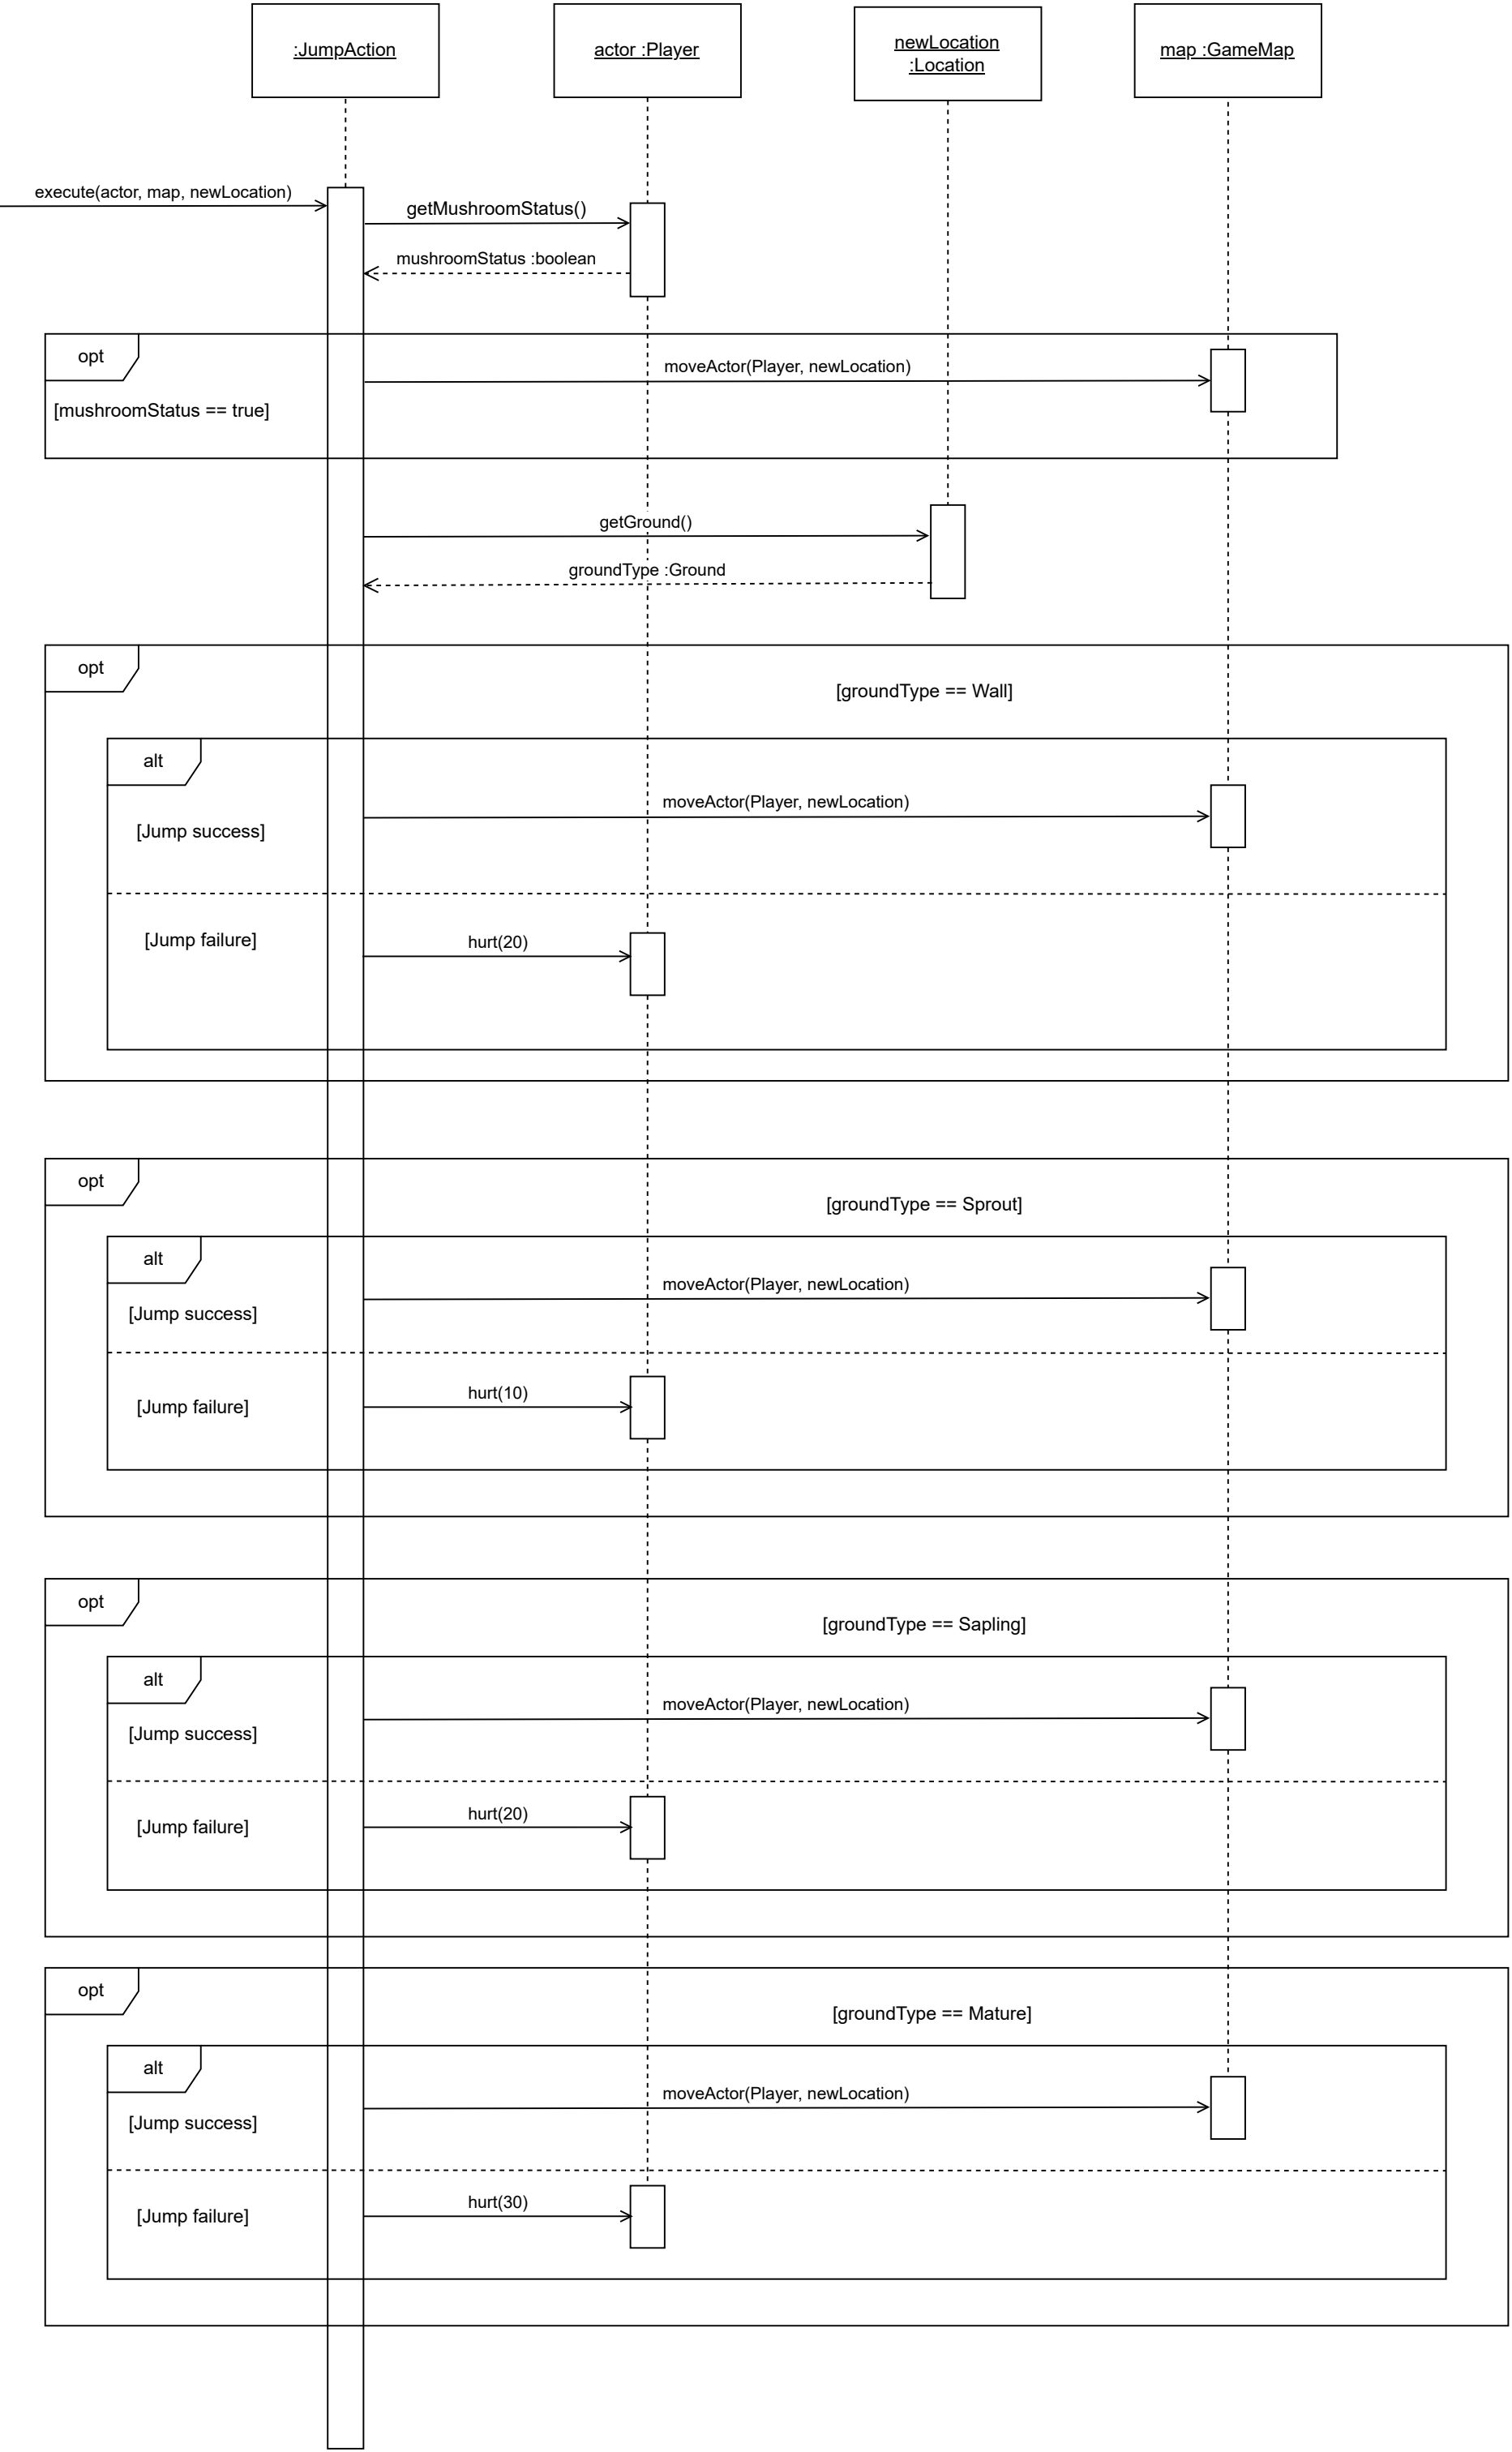 :JumpAction
actor :Player
newLocation
:Location
map :GameMap
execute(actor, map, newLocation)
getMushroomStatus()
mushroomStatus :boolean
opt
moveActor(Player, newLocation)
[mushroomStatus == true]
getGround()
groundType :Ground
opt
[groundType == Wall]
alt
moveActor(Player, newLocation)
[Jump success]
[Jump failure]
hurt(20)
opt
[groundType == Sprout]
alt
moveActor(Player, newLocation)
[Jump success]
hurt(10)
[Jump failure]
opt
[groundType == Sapling]
alt
moveActor(Player, newLocation)
[Jump success]
hurt(20)
[Jump failure]
opt
[groundType == Mature]
alt
moveActor(Player, newLocation)
[Jump success]
hurt(30)
[Jump failure]